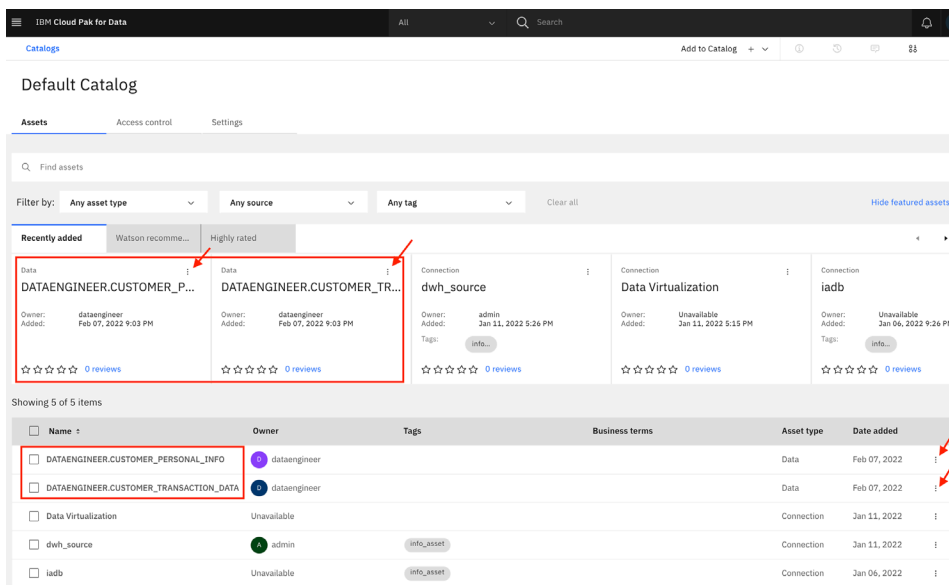 IBM Cloud Pak for Data All Search
Catalogs Add to Catalog +
Default Catalog
Assets Access control Settings
Find assets
Filter by: Any asset type Any source Any tag Clear all Hide featured assets
Recently added Watson recomme... Highly rated
Data Data Connection Connection Connection
DATAENGINEER.CUSTOMER_P... DATAENGINEER.CUSTOMER_TR... dwh_source Data Virtualization iadb
Owner: dataengineer Owner: dataengineer Owner: admin Owner: Unavailable Owner: Unavailable
Added: Feb 07, 2022 9:03 PM Added: Feb 07, 2022 9:03 PM Added: Jan 11, 2022 5:26 PM Added: Jan 11, 2022 5:15 PM Added: Jan 06, 2022 9:26 PM
Tags: info... Tags: info...
0 reviews 0 reviews 0 reviews 0 reviews 0 reviews
Showing 5 of 5 items
Name Owner Tags Business terms Asset type Date added
DATAENGINEER.CUSTOMER_PERSONAL_INFO D dataengineer Data Feb 07, 2022
DATAENGINEER.CUSTOMER_TRANSACTION_DATA D dataengineer Data Feb 07, 2022
Data Virtualization Unavailable Connection Jan 11, 2022
dwh_source A admin info_asset Connection Jan 11, 2022
iadb Unavailable info_asset Connection Jan 06, 2022